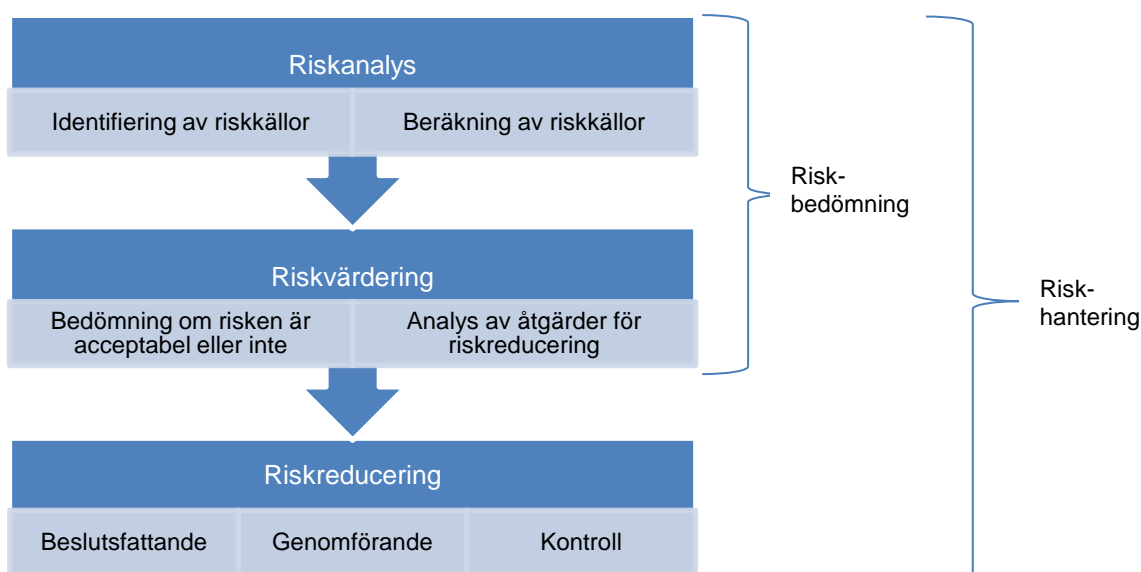 Riskanalys
Identifiering av riskkällor
Beräkning av riskkällor
Risk-
bedömning
Riskvärdering
Bedömning om risken är
acceptabel eller inte
Analys av åtgärder för
riskreducering
Risk-
hantering
Riskreducering
Beslutsfattande
Genomförande
Kontroll